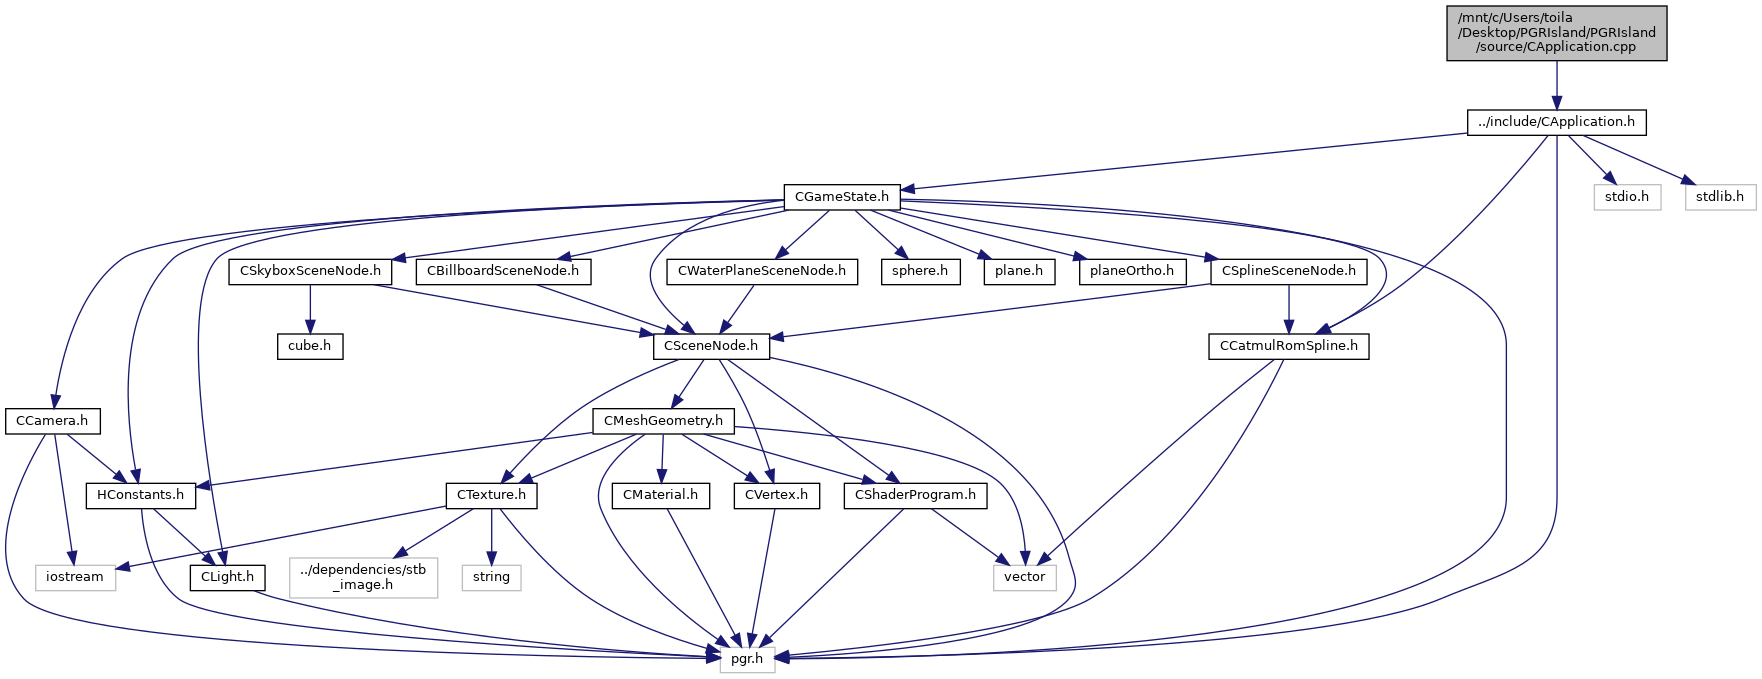 /mnt/c/Users/toila
/Desktop/PGRIsland/PGRIsland
/source/CApplication.cpp
../include/CApplication.h
CGameState.h
stdio.h
stdlib.h
CSkyboxSceneNode.h
CBillboardSceneNode.h
CWaterPlaneSceneNode.h
sphere.h
plane.h
planeOrtho.h
CSplineSceneNode.h
cube.h
CSceneNode.h
CCatmulRomSpline.h
CCamera.h
CMeshGeometry.h
HConstants.h
CTexture.h
CMaterial.h
CVertex.h
CShaderProgram.h
iostream
CLight.h
../dependencies/stb
_image.h
string
vector
pgr.h